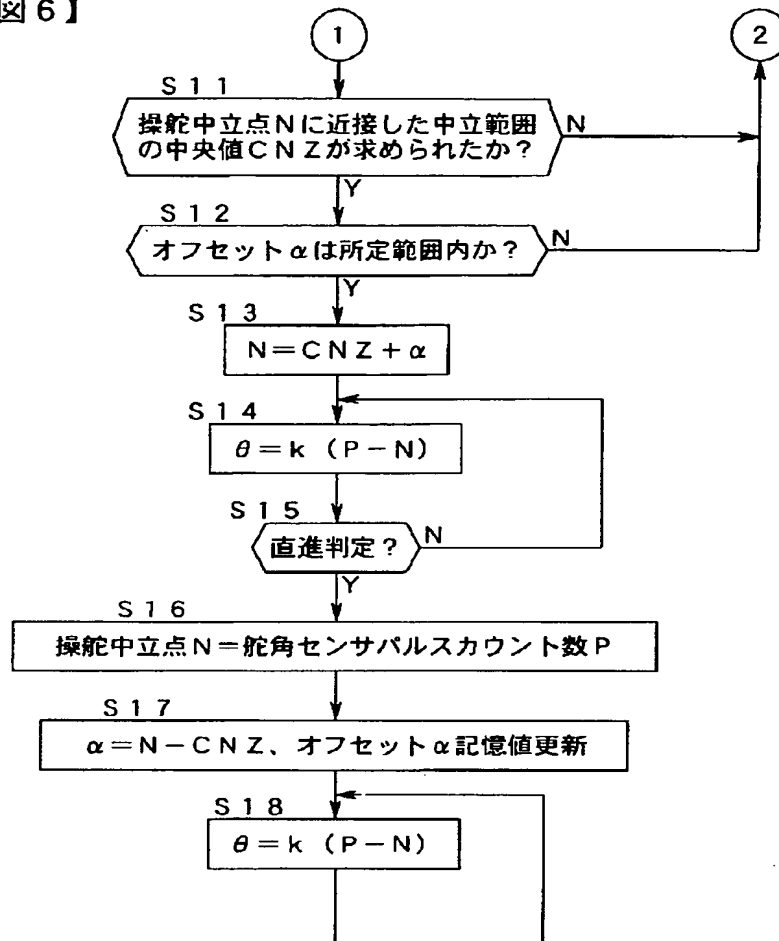 図6】
1
2
S11
操舵中立点Nに近接した中立範囲
の中央値CNZが求められたか？
N
Y
S12
オフセットαは所定範囲内か？
N
Y
S13
N＝CNZ＋α
S14
θ＝k（P－N）
S15
直進判定？
N
Y
S16
操舵中立点N＝舵角センサパルスカウント数P
S17
α＝N－CNZ、オフセットα記憶値更新
S18
θ＝k（P－N）